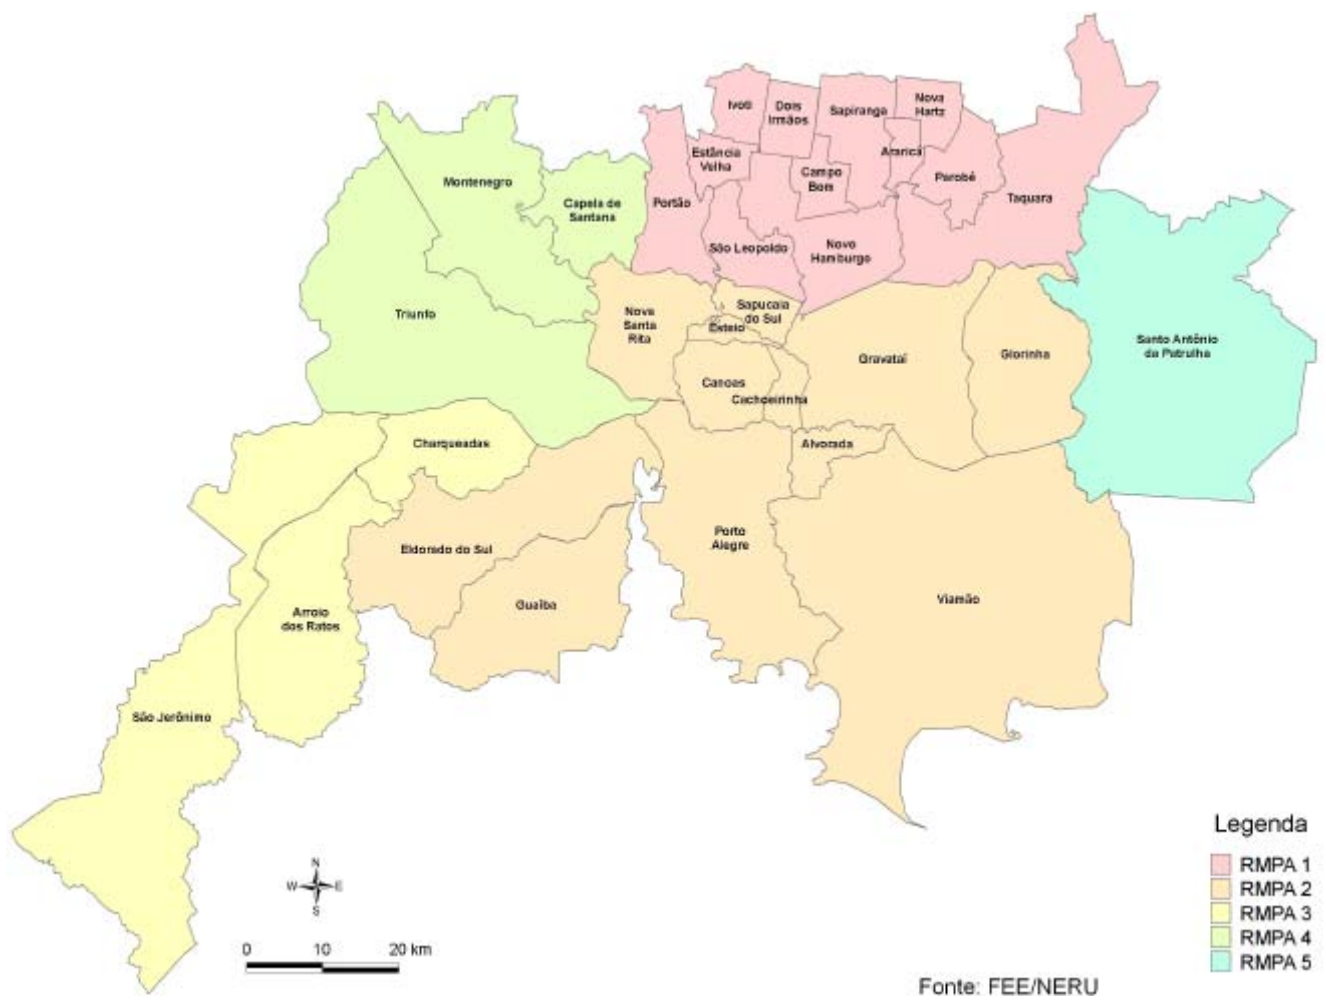 Ivoti
Dois
Irmãos
Sapiranga
Nova
Hartz
Estância
Velha
Araricá
Campo
Bom
Parobé
Montenegro
Capela de
Santana
Portão
Taquara
São Leopoldo
Novo
Hamburgo
Triunfo
Nova
Santa
Rita
Sapucaia
do Sul
Esteio
Gravataí
Glorinha
Santo Antônio
da Patrulha
Canoas
Cachoeirinha
Charqueadas
Alvorada
Eldorado do Sul
Porto
Alegre
Guaíba
Viamão
Arroio
dos Ratos
São Jerônimo
N
W E
S
0 10 20 km
Legenda
RMPA 1
RMPA 2
RMPA 3
RMPA 4
RMPA 5
Fonte: FEE/NERU